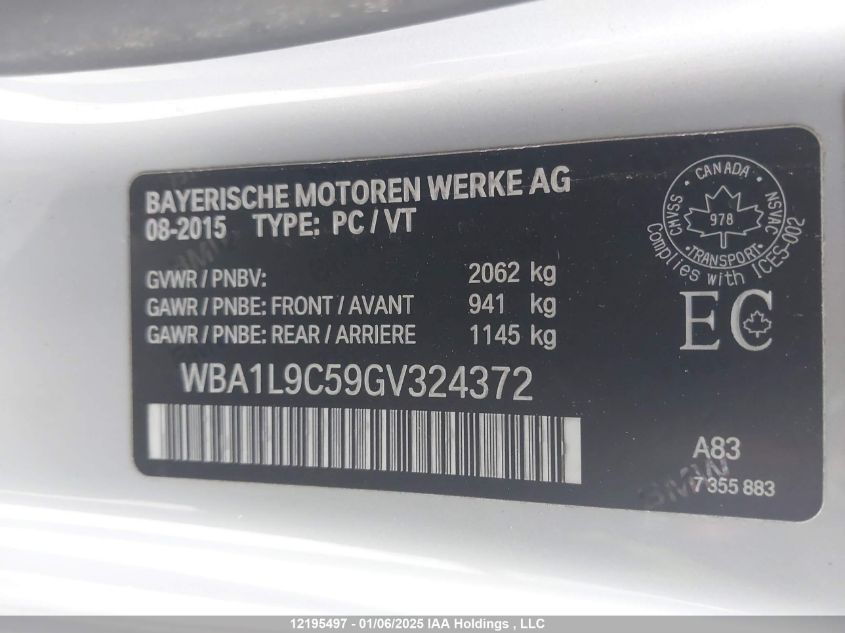 BAYERISCHE MOTOREN WERKE AG
08-2015 TYPE: PC / VT
GVWR / PNBV: 2062 kg
GAWR / PNBE: FRONT / AVANT 941 kg
GAWR / PNBE: REAR / ARRIERE 1145 kg
WBA1L9C59GV324372
CANADA
CMVSS 978 NSVAC
TRANSPORT
Complies with ICES-002
EC
A83
7 355 883
BMW
12195497 - 01/06/2025 IAA Holdings , LLC